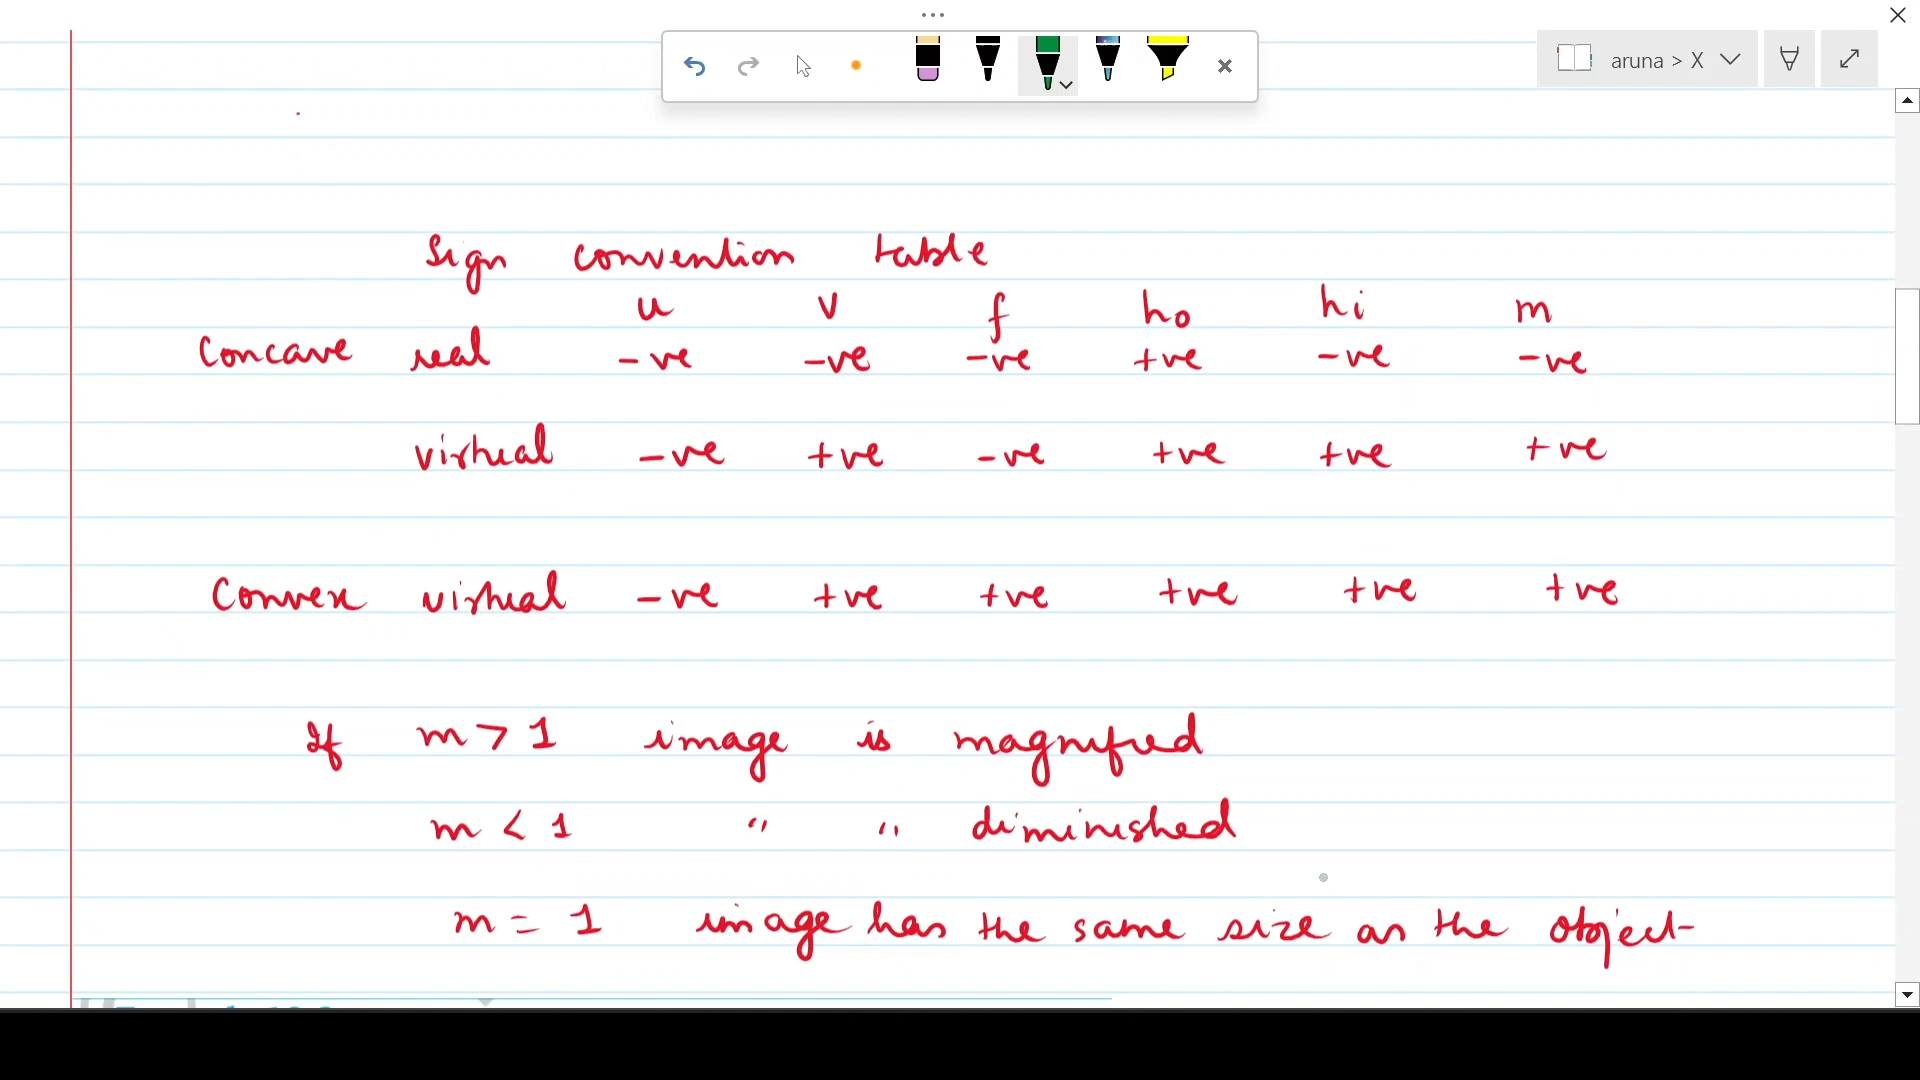 aruna > X
Sign convention table
u v f ho hi m
Concave real -ve -ve -ve +ve -ve -ve
virtual -ve +ve -ve +ve +ve +ve
Convex virtual -ve +ve +ve +ve +ve +ve
If m > 1 image is magnified
m < 1 " " diminished
m = 1 image has the same size as the object